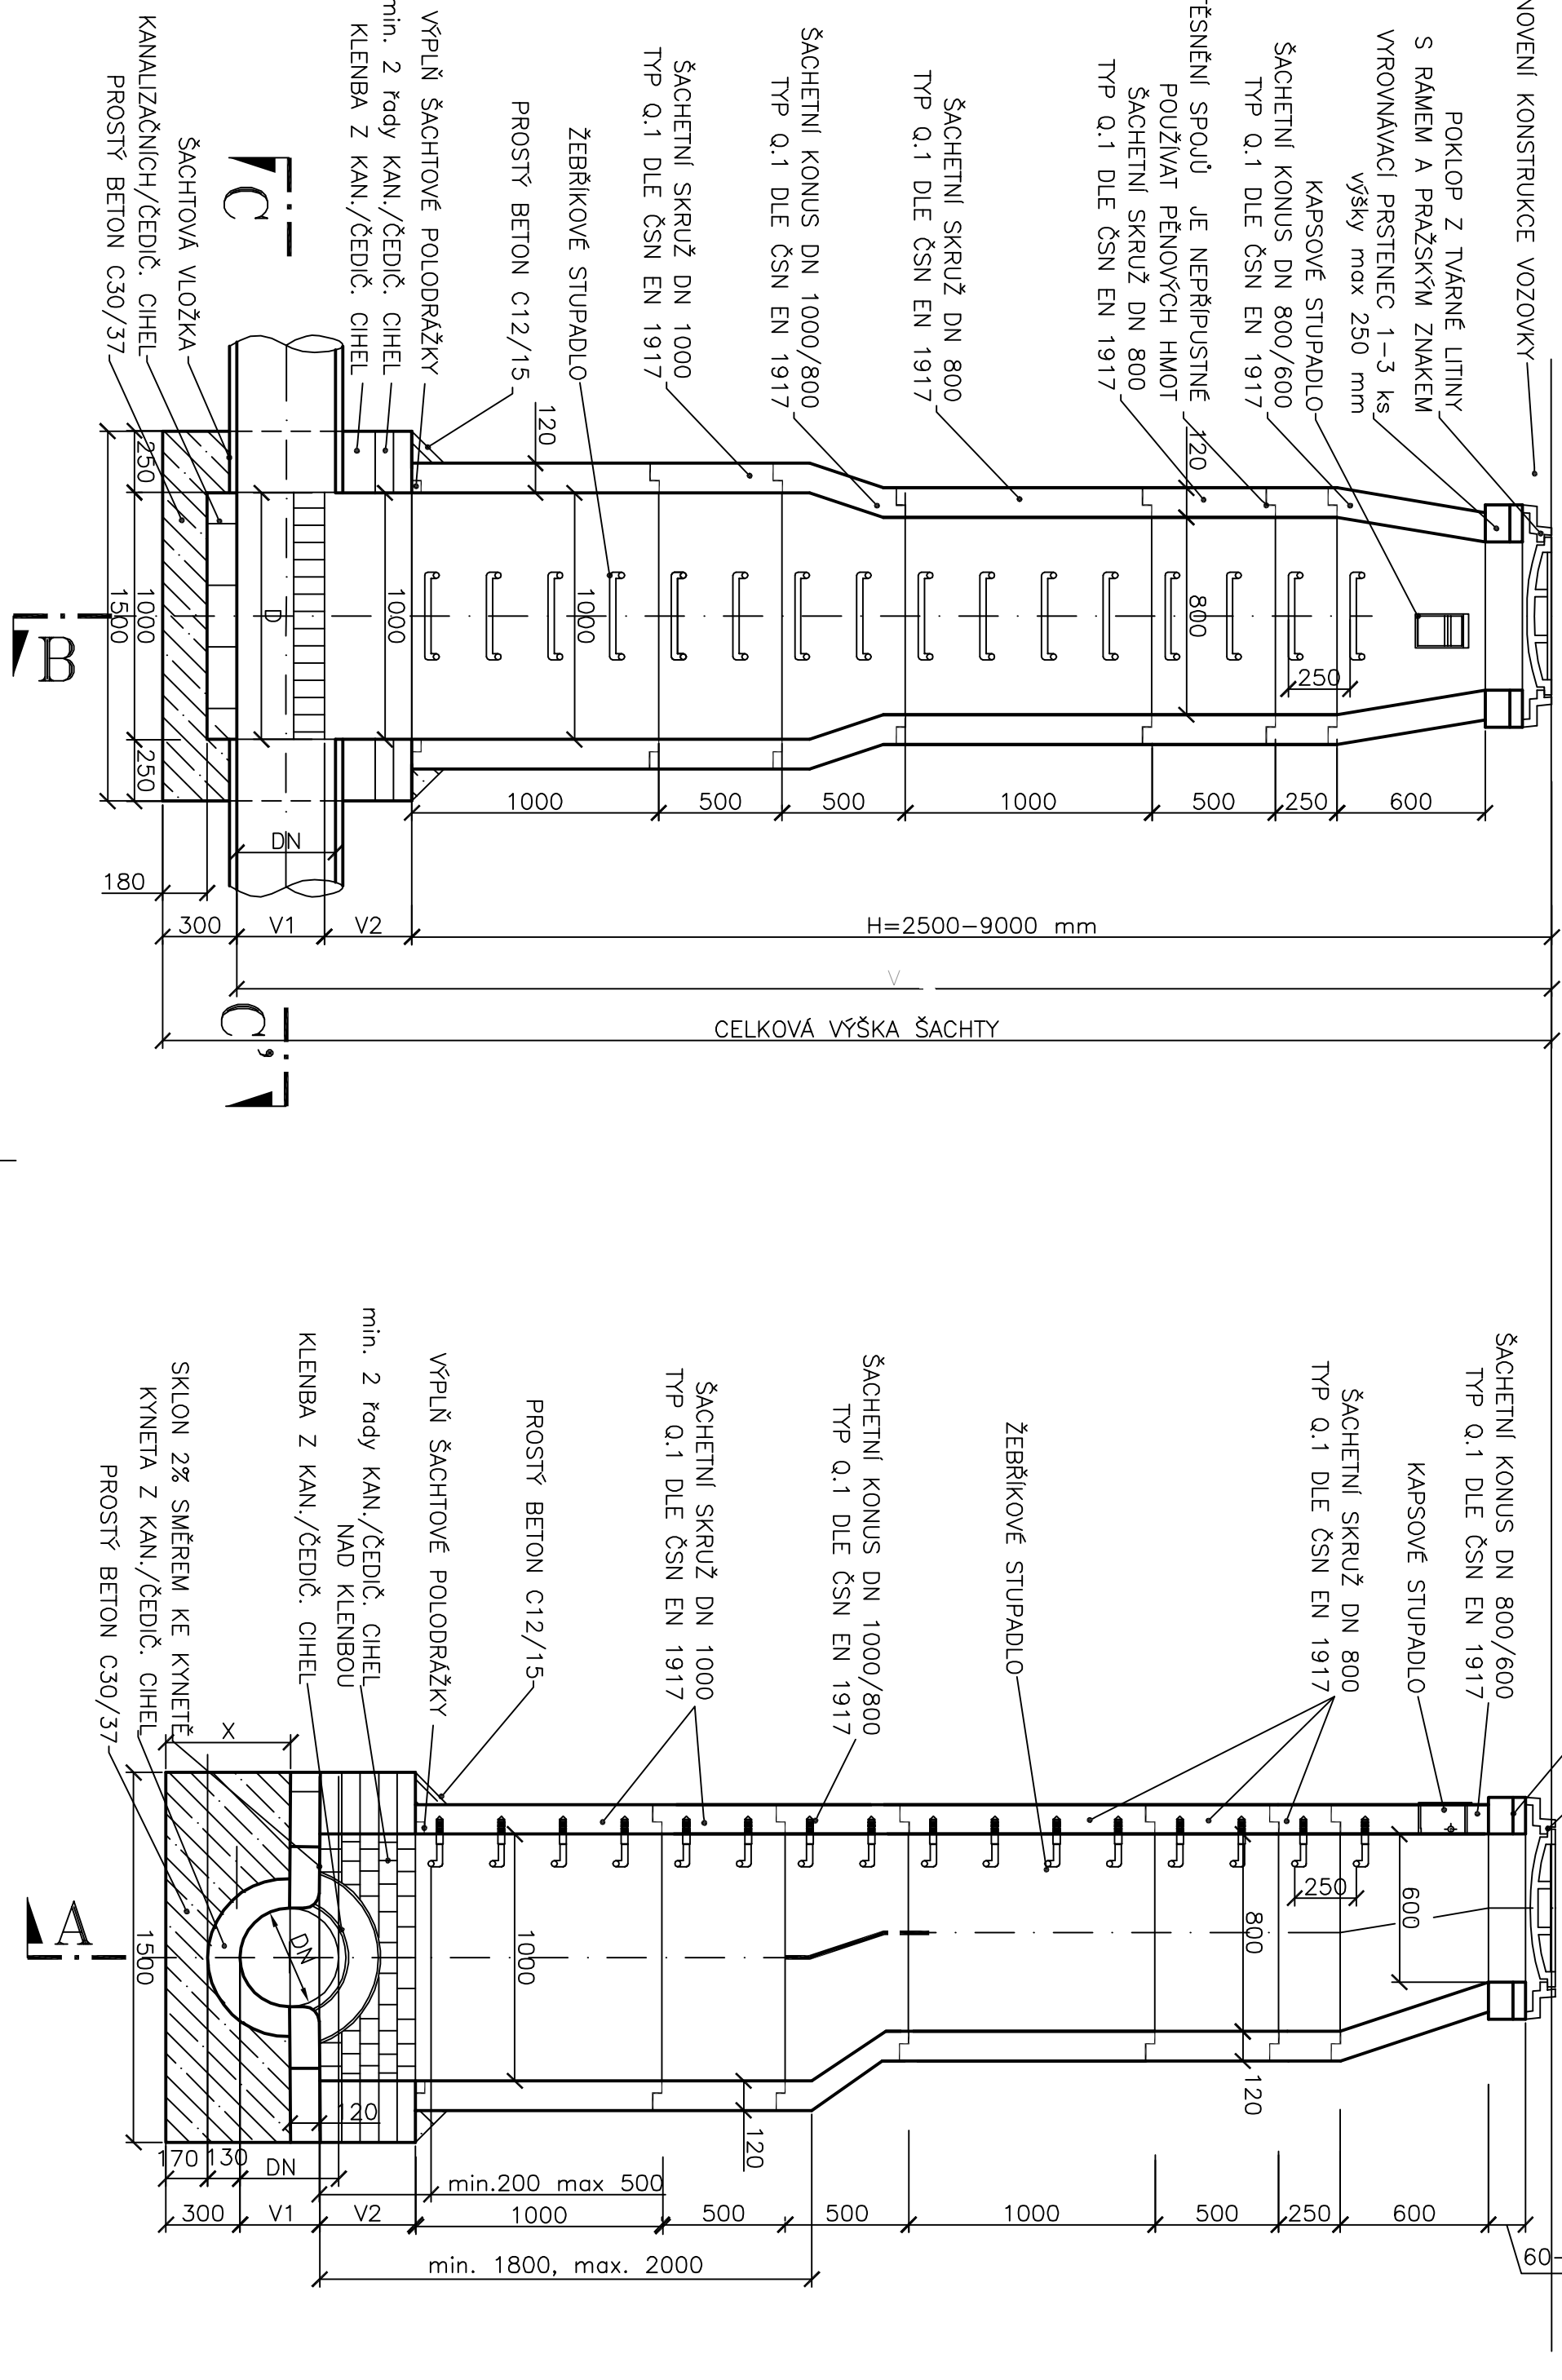 NOVENÍ KONSTRUKCE VOZOVKY
POKLOP Z TVÁRNÉ LITINY
S RÁMEM A PRAŽSKÝM ZNAKEM
VYROVNÁVACÍ PRSTENEC 1-3 ks
výšky max 250 mm
KAPSOVÉ STUPADLO
ŠACHETNÍ KONUS DN 800/600
TYP Q.1 DLE ČSN EN 1917
TĚSNĚNÍ SPOJŮ JE NEPŘÍPUSTNÉ
POUŽÍVAT PĚNOVÝCH HMOT
ŠACHETNÍ SKRUŽ DN 800
TYP Q.1 DLE ČSN EN 1917
ŠACHETNÍ SKRUŽ DN 800
TYP Q.1 DLE ČSN EN 1917
ŠACHETNÍ KONUS DN 1000/800
TYP Q.1 DLE ČSN EN 1917
ŠACHETNÍ SKRUŽ DN 1000
TYP Q.1 DLE ČSN EN 1917
ŽEBŘÍKOVÉ STUPADLO
PROSTÝ BETON C12/15
VÝPLŇ ŠACHTOVÉ POLODRÁŽKY
min. 2 řady KAN./ČEDIČ. CIHEL
KLENBA Z KAN./ČEDIČ. CIHEL
ŠACHTOVÁ VLOŽKA
KANALIZAČNÍCH/ČEDIČ. CIHEL
PROSTÝ BETON C30/37
C
120
120
800
250
1000
1000
D
250
1000
250
1500
B
600
250
500
1000
500
500
1000
DN
180
300
V1
V2
H=2500-9000 mm
V
CELKOVÁ VÝŠKA ŠACHTY
C'
ŠACHETNÍ KONUS DN 800/600
TYP Q.1 DLE ČSN EN 1917
KAPSOVÉ STUPADLO
ŠACHETNÍ SKRUŽ DN 800
TYP Q.1 DLE ČSN EN 1917
ŽEBŘÍKOVÉ STUPADLO
ŠACHETNÍ KONUS DN 1000/800
TYP Q.1 DLE ČSN EN 1917
ŠACHETNÍ SKRUŽ DN 1000
TYP Q.1 DLE ČSN EN 1917
PROSTÝ BETON C12/15
VÝPLŇ ŠACHTOVÉ POLODRÁŽKY
min. 2 řady KAN./ČEDIČ. CIHEL
NAD KLENBOU
KLENBA Z KAN./ČEDIČ. CIHEL
SKLON 2% SMĚREM KE KYNETĚ
KYNETA Z KAN./ČEDIČ. CIHEL
PROSTÝ BETON C30/37
X
600
250
800
120
1000
120
DN
1500
A
120
170
130
DN
min.200 max 500
300
V1
V2
1000
500
500
1000
500
250
600
60-
min. 1800, max. 2000